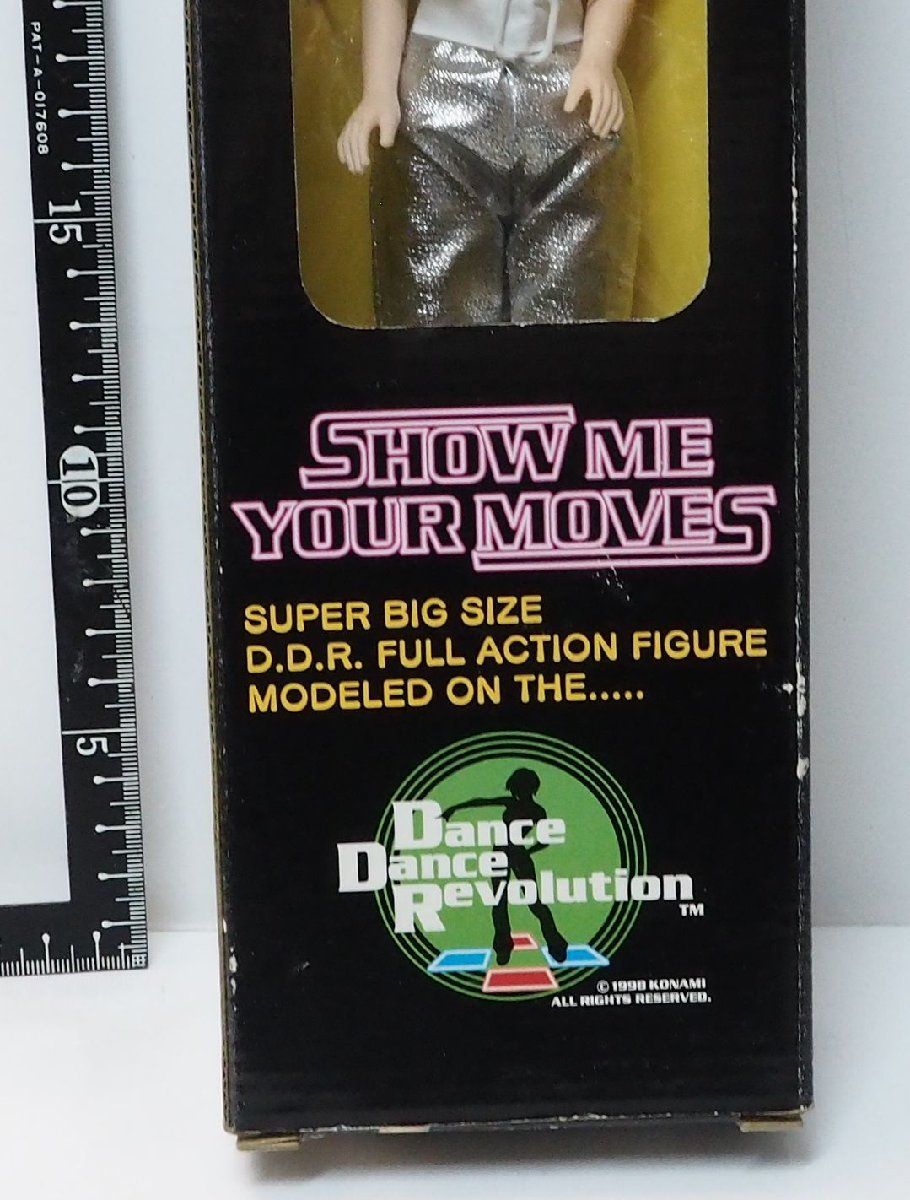 PAT-A-017608
15
10
5
SHOW ME
YOUR MOVES
SUPER BIG SIZE
D.D.R. FULL ACTION FIGURE
MODELED ON THE.....
Dance
Dance
Revolution
TM
© 1998 KONAMI
ALL RIGHTS RESERVED.